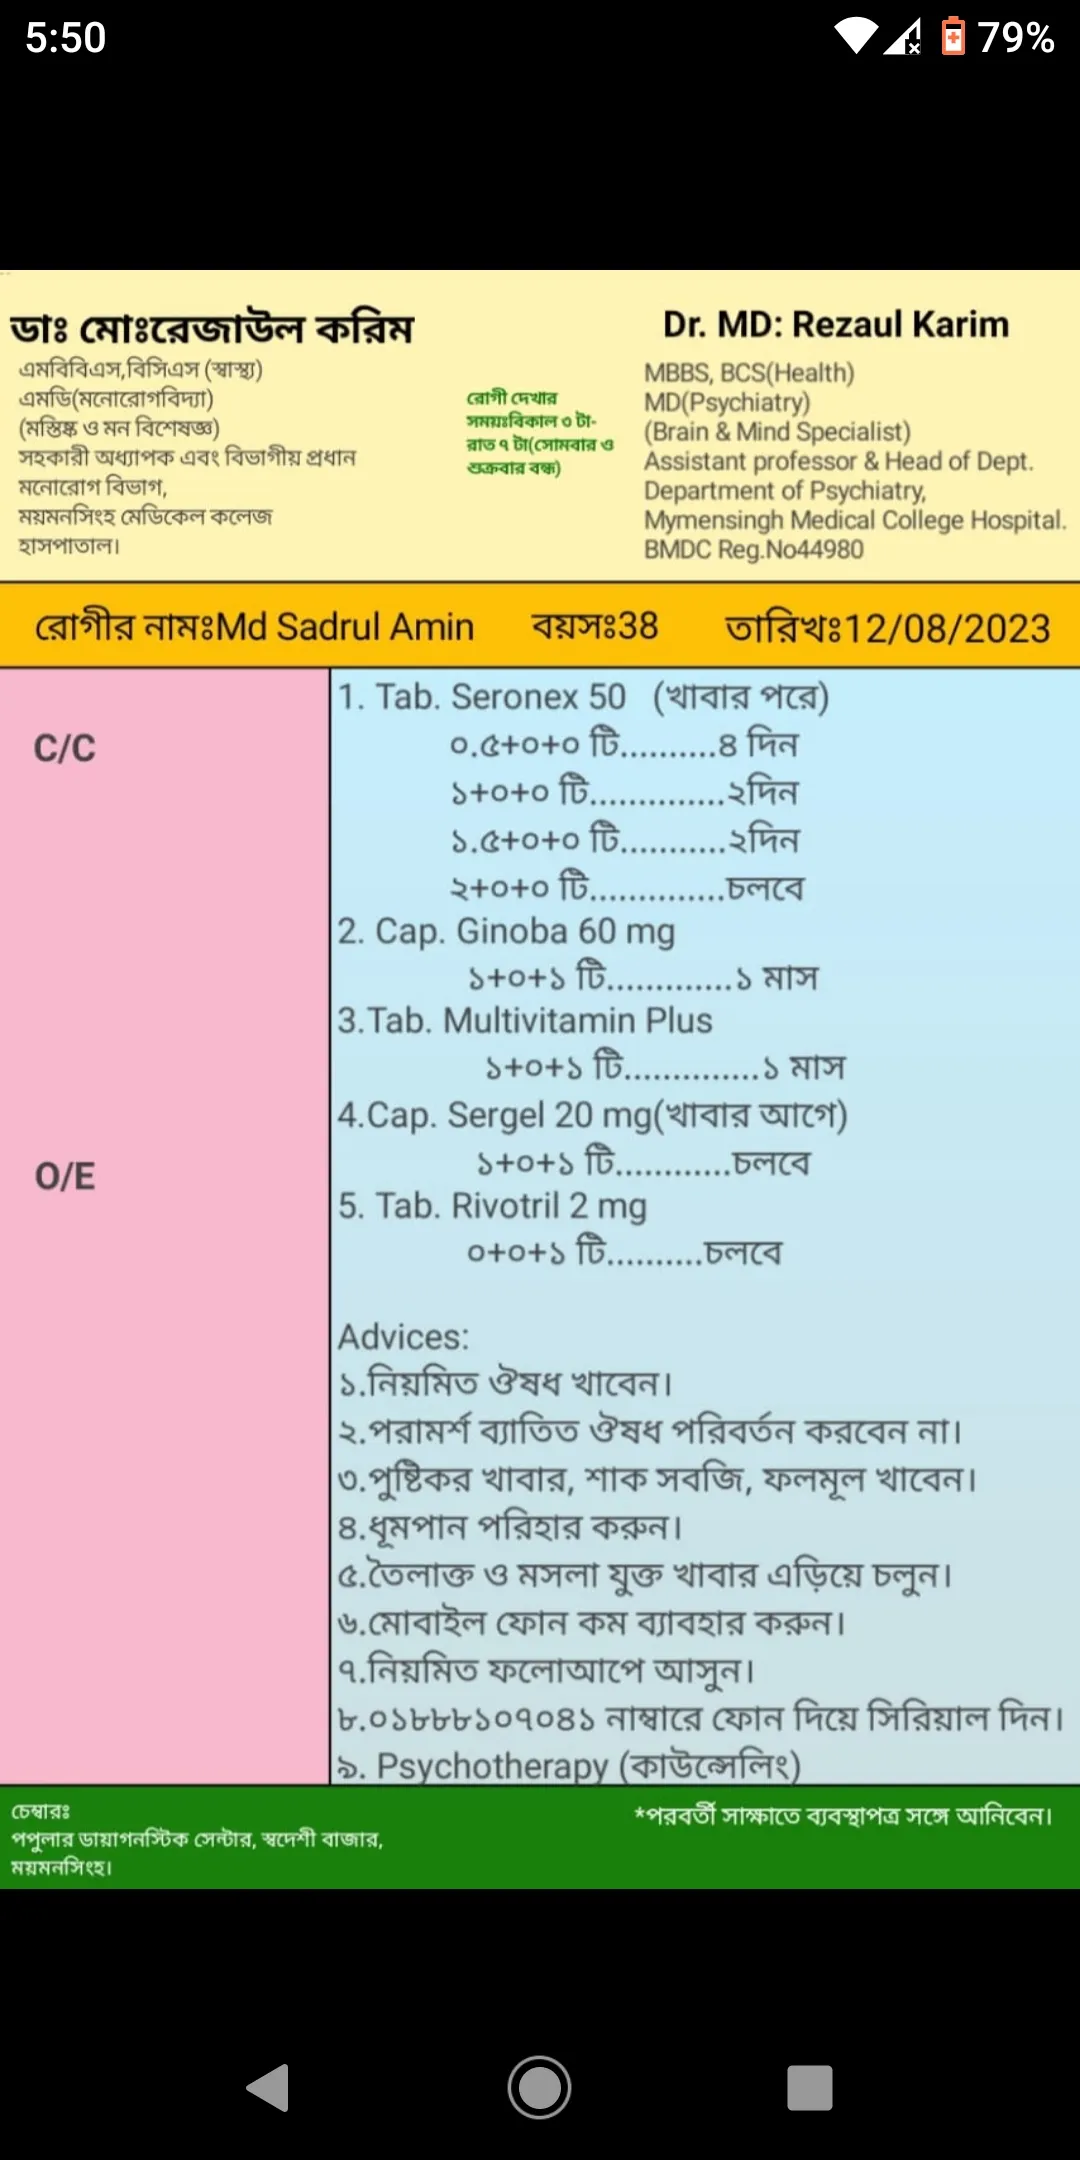 5:50
79%
ডাঃ মোঃরেজাউল করিম
এমবিবিএস,বিসিএস (স্বাস্থ্য)
এমডি(মনোরোগবিদ্যা)
(মস্তিষ্ক ও মন বিশেষজ্ঞ)
সহকারী অধ্যাপক এবং বিভাগীয় প্রধান
মনোরোগ বিভাগ,
ময়মনসিংহ মেডিকেল কলেজ
হাসপাতাল।
রোগী দেখার
সময়ঃবিকাল ৩ টা-
রাত ৭ টা(সোমবার ও
শুক্রবার বন্ধ)
Dr. MD: Rezaul Karim
MBBS, BCS(Health)
MD(Psychiatry)
(Brain & Mind Specialist)
Assistant professor & Head of Dept.
Department of Psychiatry,
Mymensingh Medical College Hospital.
BMDC Reg.No44980
রোগীর নামঃMd Sadrul Amin বয়সঃ38 তারিখঃ12/08/2023
C/C
O/E
1. Tab. Seronex 50 (খাবার পরে)
০.৫+০+০ টি..........৪ দিন
১+০+০ টি..............২দিন
১.৫+০+০ টি...........২দিন
২+০+০ টি..............চলবে
2. Cap. Ginoba 60 mg
১+০+১ টি.............১ মাস
3.Tab. Multivitamin Plus
১+০+১ টি..............১ মাস
4.Cap. Sergel 20 mg(খাবার আগে)
১+০+১ টি............চলবে
5. Tab. Rivotril 2 mg
০+০+১ টি..........চলবে
Advices:
১.নিয়মিত ঔষধ খাবেন।
২.পরামর্শ ব্যাতিত ঔষধ পরিবর্তন করবেন না।
৩.পুষ্টিকর খাবার, শাক সবজি, ফলমূল খাবেন।
৪.ধূমপান পরিহার করুন।
৫.তৈলাক্ত ও মসলা যুক্ত খাবার এড়িয়ে চলুন।
৬.মোবাইল ফোন কম ব্যাবহার করুন।
৭.নিয়মিত ফলোআপে আসুন।
৮.০১৮৮৮১০৭০৪১ নাম্বারে ফোন দিয়ে সিরিয়াল দিন।
৯. Psychotherapy (কাউন্সেলিং)
চেম্বারঃ
পপুলার ডায়াগনস্টিক সেন্টার, স্বদেশী বাজার,
ময়মনসিংহ।
*পরবর্তী সাক্ষাতে ব্যবস্থাপত্র সঙ্গে আনিবেন।